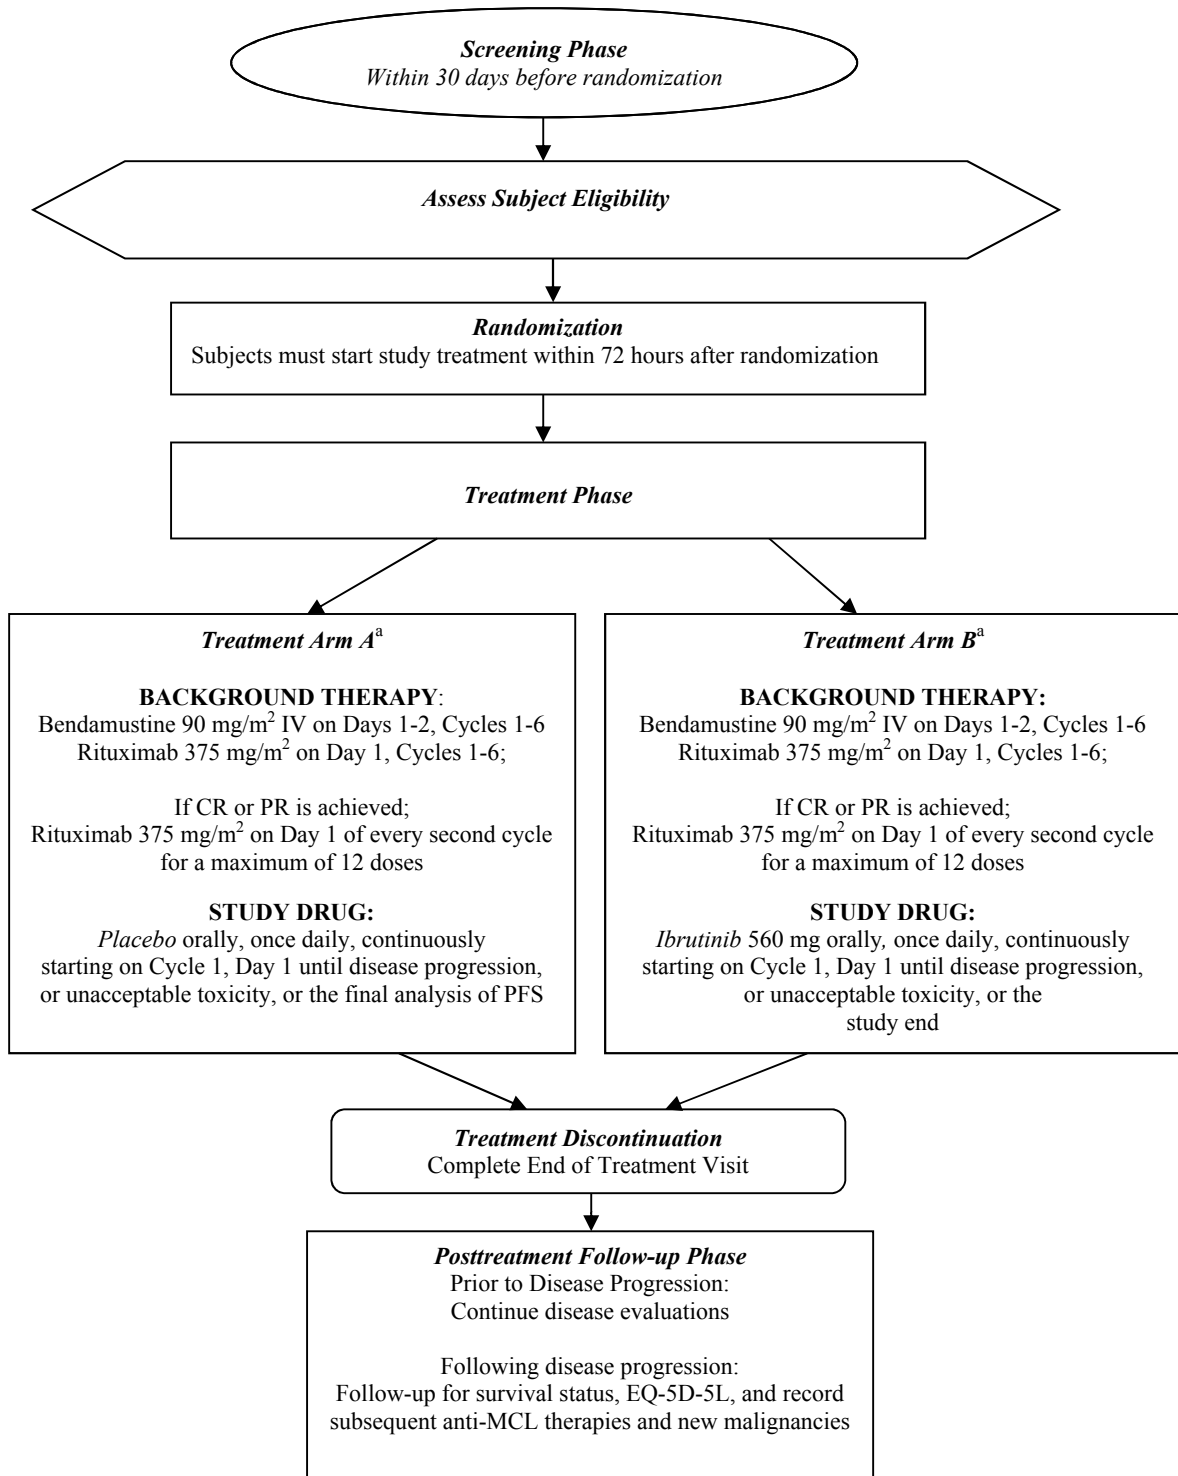 Screening Phase
Within 30 days before randomization
Assess Subject Eligibility
Randomization
Subjects must start study treatment within 72 hours after randomization
Treatment Phase
Treatment Arm Aᵃ
BACKGROUND THERAPY:
Bendamustine 90 mg/m² IV on Days 1-2, Cycles 1-6
Rituximab 375 mg/m² on Day 1, Cycles 1-6;
If CR or PR is achieved;
Rituximab 375 mg/m² on Day 1 of every second cycle
for a maximum of 12 doses
STUDY DRUG:
Placebo orally, once daily, continuously
starting on Cycle 1, Day 1 until disease progression,
or unacceptable toxicity, or the final analysis of PFS
Treatment Arm Bᵃ
BACKGROUND THERAPY:
Bendamustine 90 mg/m² IV on Days 1-2, Cycles 1-6
Rituximab 375 mg/m² on Day 1, Cycles 1-6;
If CR or PR is achieved;
Rituximab 375 mg/m² on Day 1 of every second cycle
for a maximum of 12 doses
STUDY DRUG:
Ibrutinib 560 mg orally, once daily, continuously
starting on Cycle 1, Day 1 until disease progression,
or unacceptable toxicity, or the
study end
Treatment Discontinuation
Complete End of Treatment Visit
Posttreatment Follow-up Phase
Prior to Disease Progression:
Continue disease evaluations
Following disease progression:
Follow-up for survival status, EQ-5D-5L, and record
subsequent anti-MCL therapies and new malignancies